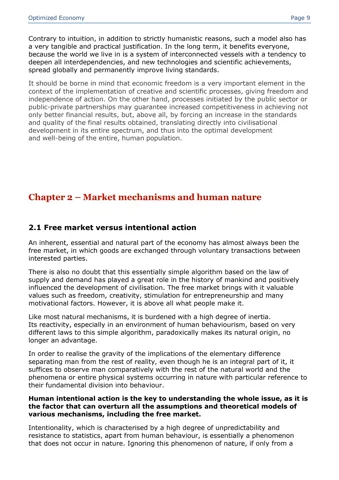 Optimized Economy Page 9
Contrary to intuition, in addition to strictly humanistic reasons, such a model also has
a very tangible and practical justification. In the long term, it benefits everyone,
because the world we live in is a system of interconnected vessels with a tendency to
deepen all interdependencies, and new technologies and scientific achievements,
spread globally and permanently improve living standards.
It should be borne in mind that economic freedom is a very important element in the
context of the implementation of creative and scientific processes, giving freedom and
independence of action. On the other hand, processes initiated by the public sector or
public-private partnerships may guarantee increased competitiveness in achieving not
only better financial results, but, above all, by forcing an increase in the standards
and quality of the final results obtained, translating directly into civilisational
development in its entire spectrum, and thus into the optimal development
and well-being of the entire, human population.
Chapter 2 – Market mechanisms and human nature
2.1 Free market versus intentional action
An inherent, essential and natural part of the economy has almost always been the
free market, in which goods are exchanged through voluntary transactions between
interested parties.
There is also no doubt that this essentially simple algorithm based on the law of
supply and demand has played a great role in the history of mankind and positively
influenced the development of civilisation. The free market brings with it valuable
values such as freedom, creativity, stimulation for entrepreneurship and many
motivational factors. However, it is above all what people make it.
Like most natural mechanisms, it is burdened with a high degree of inertia.
Its reactivity, especially in an environment of human behaviourism, based on very
different laws to this simple algorithm, paradoxically makes its natural origin, no
longer an advantage.
In order to realise the gravity of the implications of the elementary difference
separating man from the rest of reality, even though he is an integral part of it, it
suffices to observe man comparatively with the rest of the natural world and the
phenomena or entire physical systems occurring in nature with particular reference to
their fundamental division into behaviour.
Human intentional action is the key to understanding the whole issue, as it is
the factor that can overturn all the assumptions and theoretical models of
various mechanisms, including the free market.
Intentionality, which is characterised by a high degree of unpredictability and
resistance to statistics, apart from human behaviour, is essentially a phenomenon
that does not occur in nature. Ignoring this phenomenon of nature, if only from a